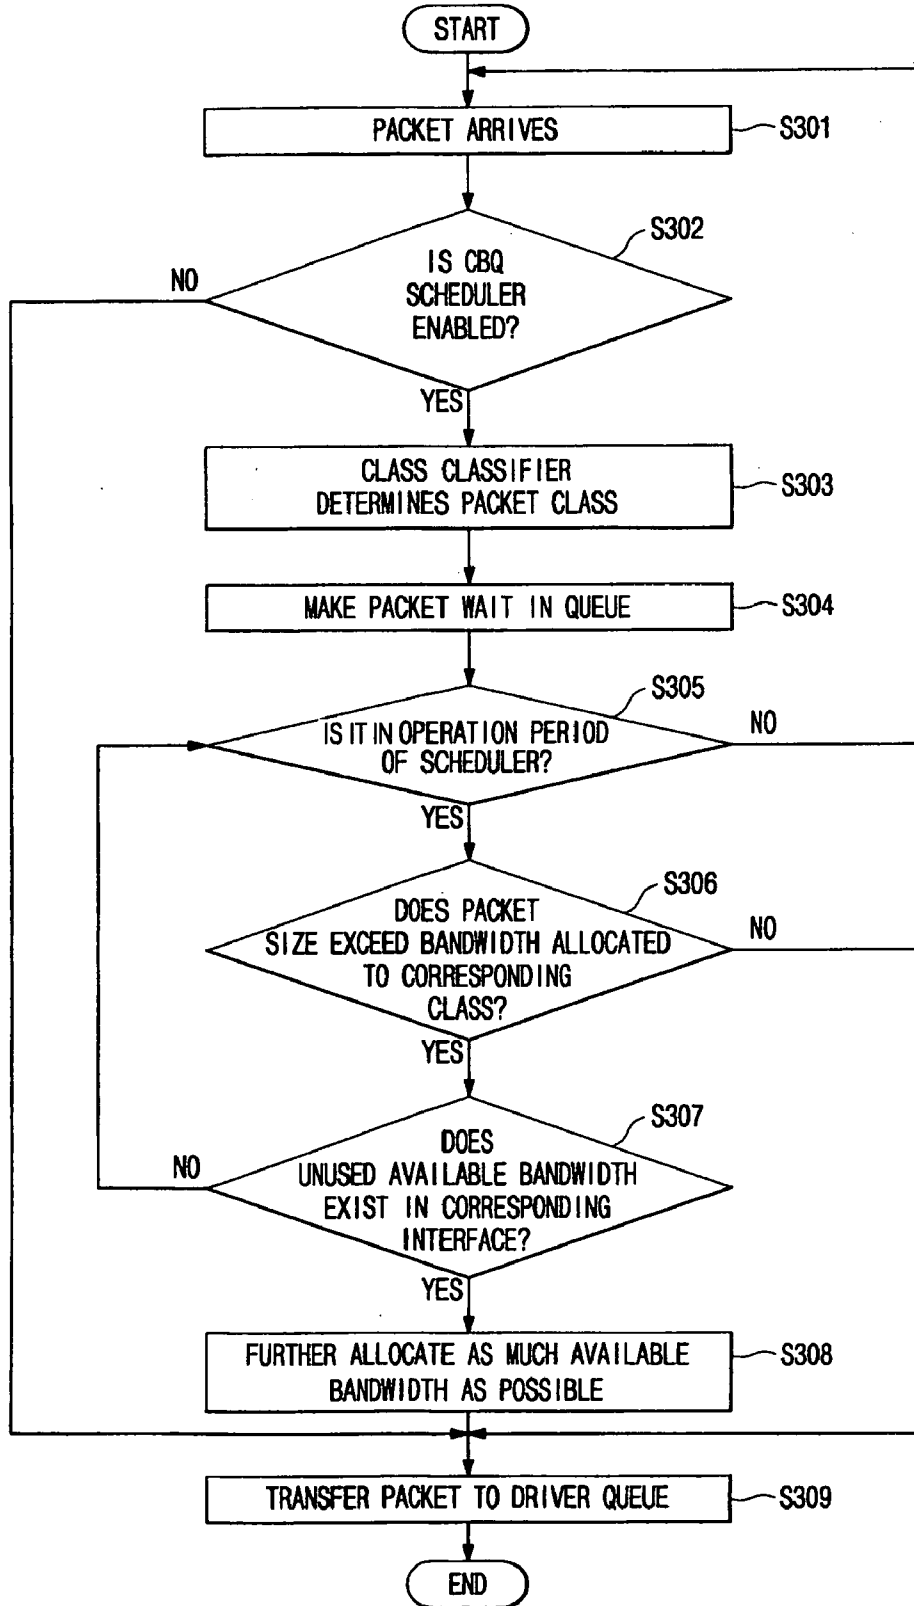 START
PACKET ARRIVES
S301
S302
IS CBQ
SCHEDULER
ENABLED?
NO
YES
CLASS CLASSIFIER
DETERMINES PACKET CLASS
S303
MAKE PACKET WAIT IN QUEUE
S304
S305
IS IT IN OPERATION PERIOD
OF SCHEDULER?
NO
YES
S306
DOES PACKET
SIZE EXCEED BANDWIDTH ALLOCATED
TO CORRESPONDING
CLASS?
NO
YES
S307
DOES
UNUSED AVAILABLE BANDWIDTH
EXIST IN CORRESPONDING
INTERFACE?
NO
YES
FURTHER ALLOCATE AS MUCH AVAILABLE
BANDWIDTH AS POSSIBLE
S308
TRANSFER PACKET TO DRIVER QUEUE
S309
END